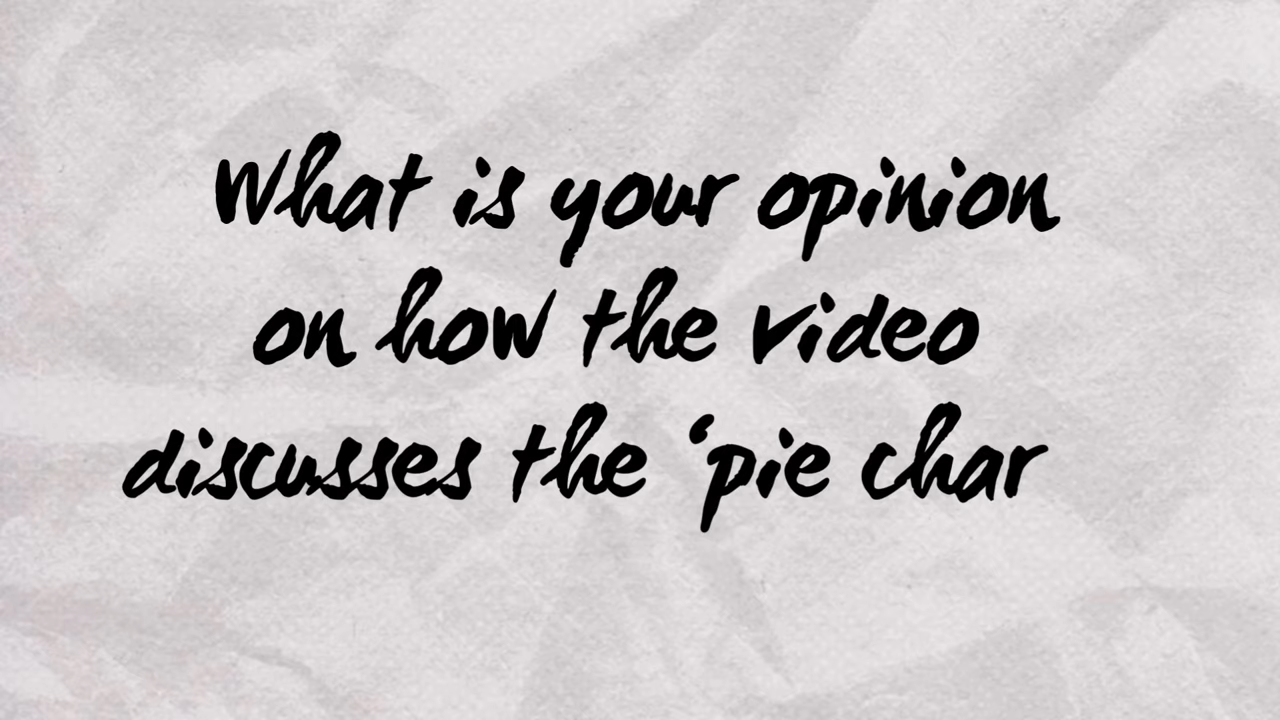 What is your opinion
on how the video
discusses the ‘pie char